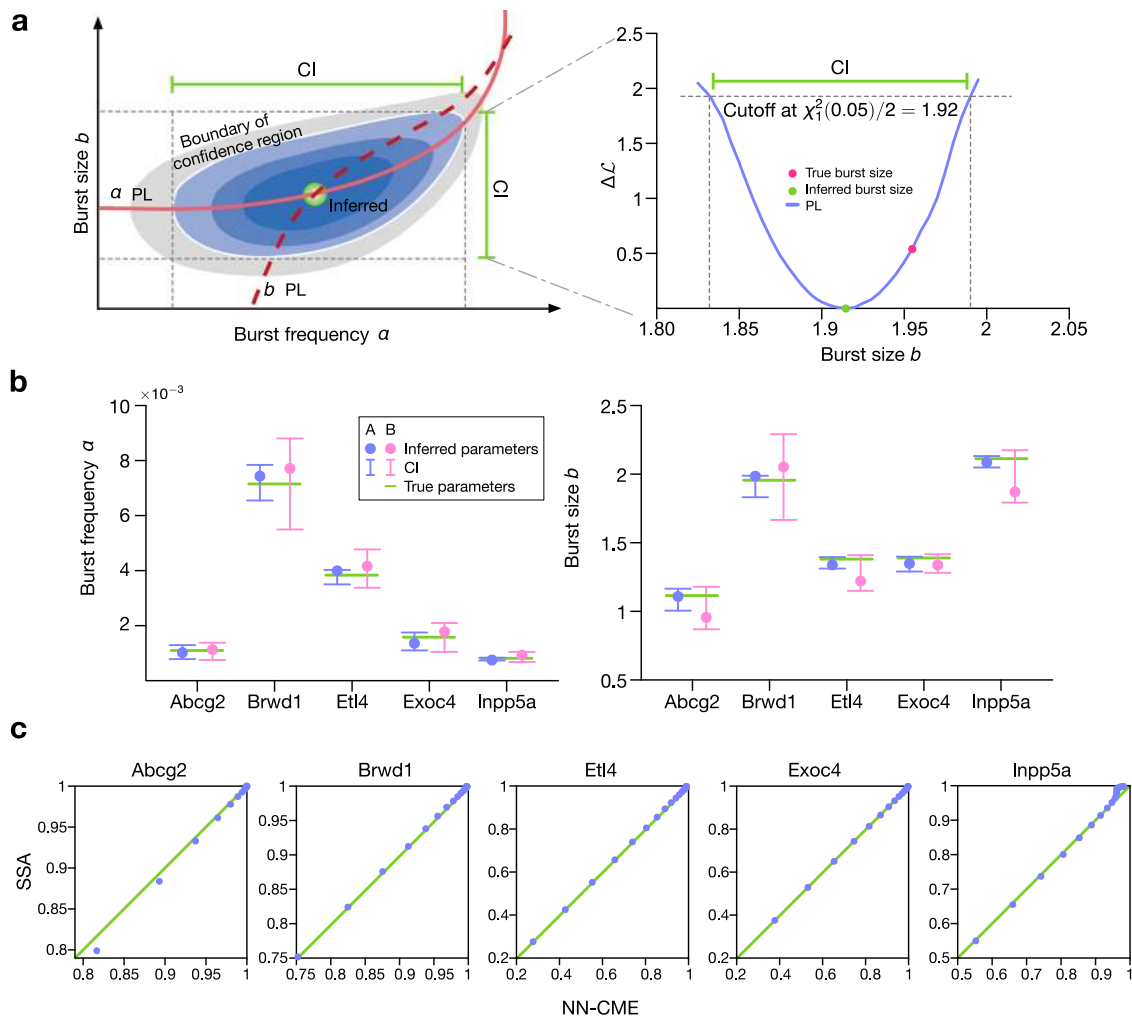 a
CI
Boundary of
confidence region
CI
Burst size b
a PL
Inferred
b PL
Burst frequency a
2.5
2
1.5
1
0.5
CI
Cutoff at χ₁²(0.05)/2 = 1.92
True burst size
Inferred burst size
PL
Δℒ
1.80
1.85
1.9
1.95
2
2.05
Burst size b
b
×10⁻³
10
8
6
4
2
Burst frequency a
A B
Inferred parameters
CI
True parameters
Abcg2 Brwd1 Etl4 Exoc4 Inpp5a
2.5
2
1.5
1
0.5
Burst size b
Abcg2 Brwd1 Etl4 Exoc4 Inpp5a
c
Abcg2
1
0.95
0.9
0.85
0.8
0.8 0.85 0.9 0.95 1
SSA
Brwd1
1
0.95
0.9
0.85
0.8
0.75
0.75 0.8 0.85 0.9 0.95 1
Etl4
1
0.8
0.6
0.4
0.2
0.2 0.4 0.6 0.8 1
Exoc4
1
0.8
0.6
0.4
0.2
0.2 0.4 0.6 0.8 1
Inpp5a
1
0.9
0.8
0.7
0.6
0.5
0.5 0.6 0.7 0.8 0.9 1
NN-CME